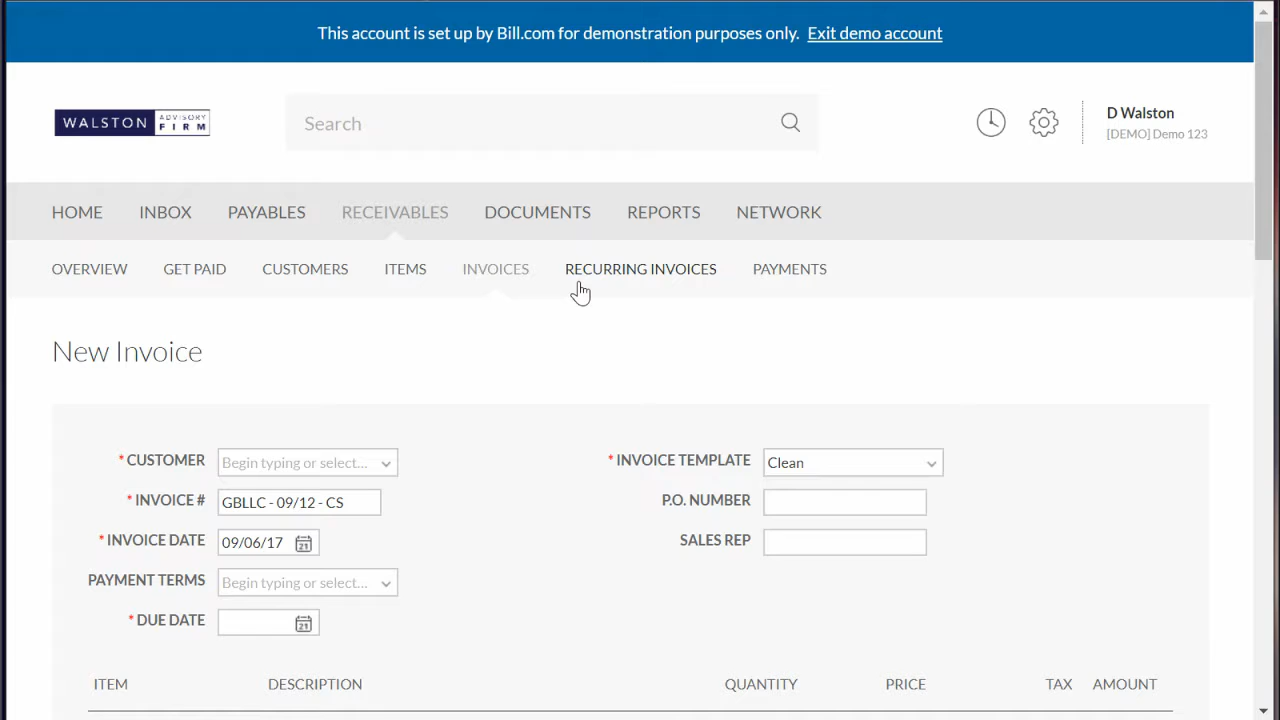 This account is set up by Bill.com for demonstration purposes only. Exit demo account
WALSTON ADVISORY FIRM
Search
D Walston
[DEMO] Demo 123
HOME INBOX PAYABLES RECEIVABLES DOCUMENTS REPORTS NETWORK
OVERVIEW GET PAID CUSTOMERS ITEMS INVOICES RECURRING INVOICES PAYMENTS
New Invoice
* CUSTOMER Begin typing or select... * INVOICE TEMPLATE Clean
* INVOICE # GBLLC - 09/12 - CS P.O. NUMBER
* INVOICE DATE 09/06/17 21 SALES REP
PAYMENT TERMS Begin typing or select...
* DUE DATE 21
ITEM DESCRIPTION QUANTITY PRICE TAX AMOUNT